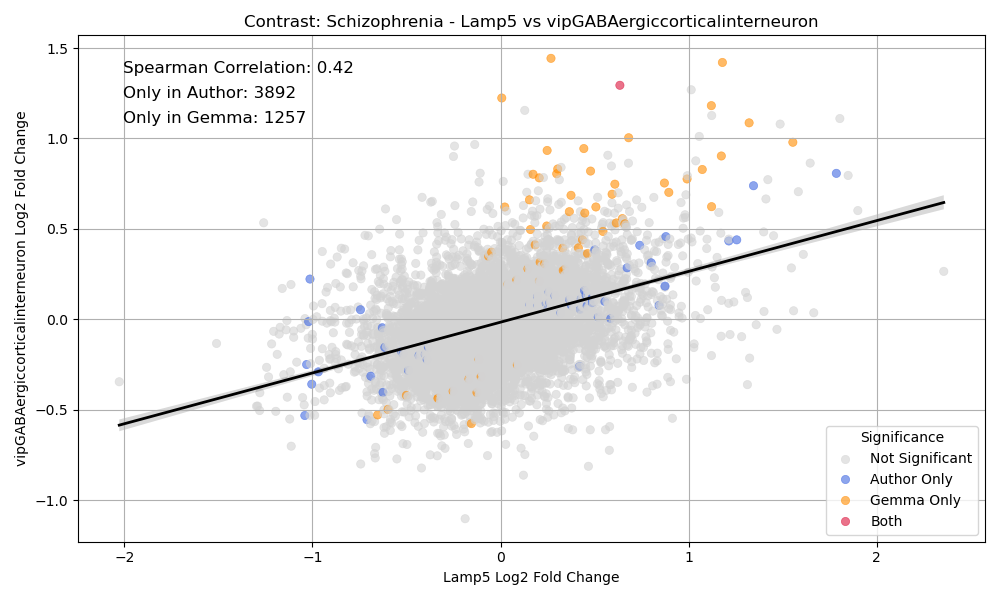 Contrast: Schizophrenia - Lamp5 vs vipGABAergiccorticalinterneuron
Spearman Correlation: 0.42
Only in Author: 3892
Only in Gemma: 1257
vipGABAergiccorticalinterneuron Log2 Fold Change
1.5
1.0
0.5
0.0
−0.5
−1.0
Significance
Not Significant
Author Only
Gemma Only
Both
−2
−1
0
1
2
Lamp5 Log2 Fold Change